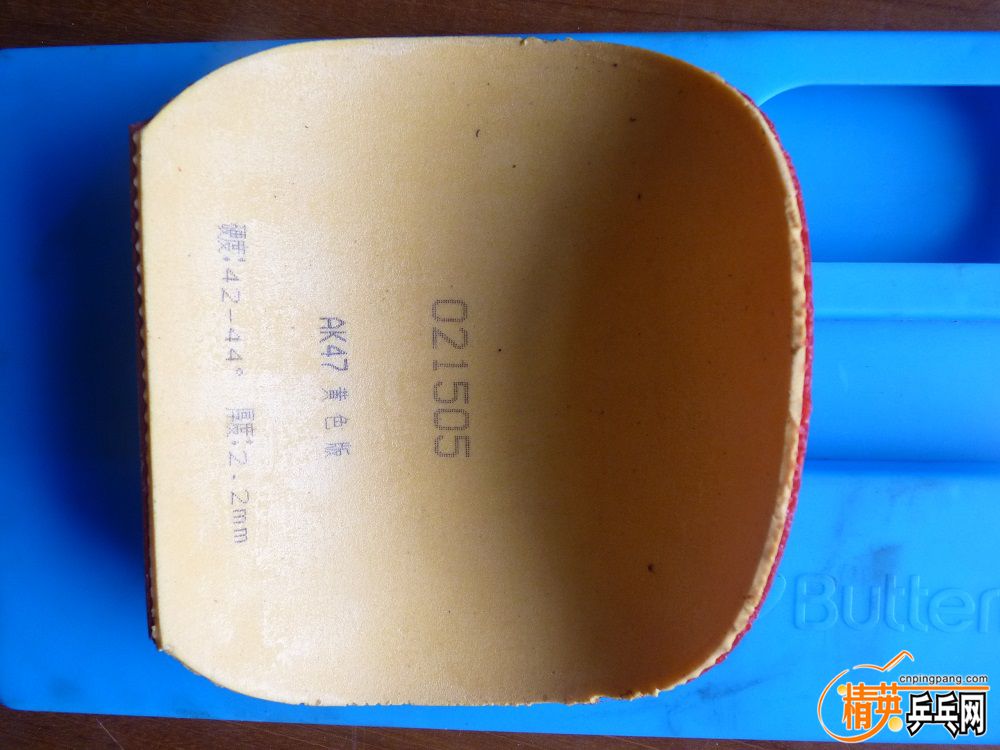 021505
AK47 黄色版
硬度:42-44° 厚度:2.2mm
Butter
cnpingpang.com
精英乒乓网